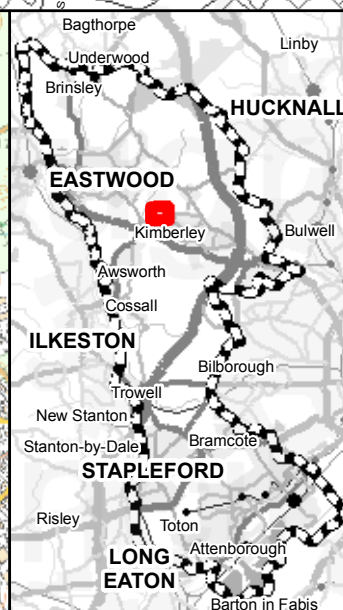 Bagthorpe
Linby
Underwood
Brinsley
HUCKNALL
EASTWOOD
Kimberley
Bulwell
Awsworth
Cossall
ILKESTON
Bilborough
Trowell
New Stanton
Bramcote
Stanton-by-Dale
STAPLEFORD
Risley
Toton
Attenborough
LONG
EATON
Barton in Fabis